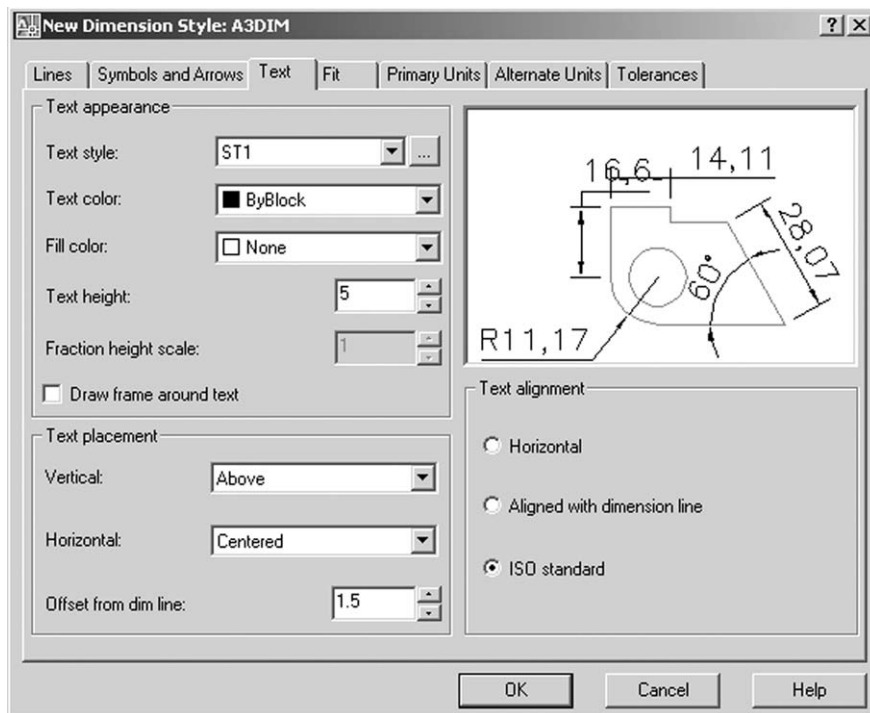 New Dimension Style: A3DIM
Lines Symbols and Arrows Text Fit Primary Units Alternate Units Tolerances
Text appearance
Text style: ST1 ...
Text color: ByBlock
Fill color: None
Text height: 5
Fraction height scale: 1
Draw frame around text
Text placement
Vertical: Above
Horizontal: Centered
Offset from dim line: 1.5
16,6 14,11
28,07
60°
R11,17
Text alignment
Horizontal
Aligned with dimension line
ISO standard
OK Cancel Help